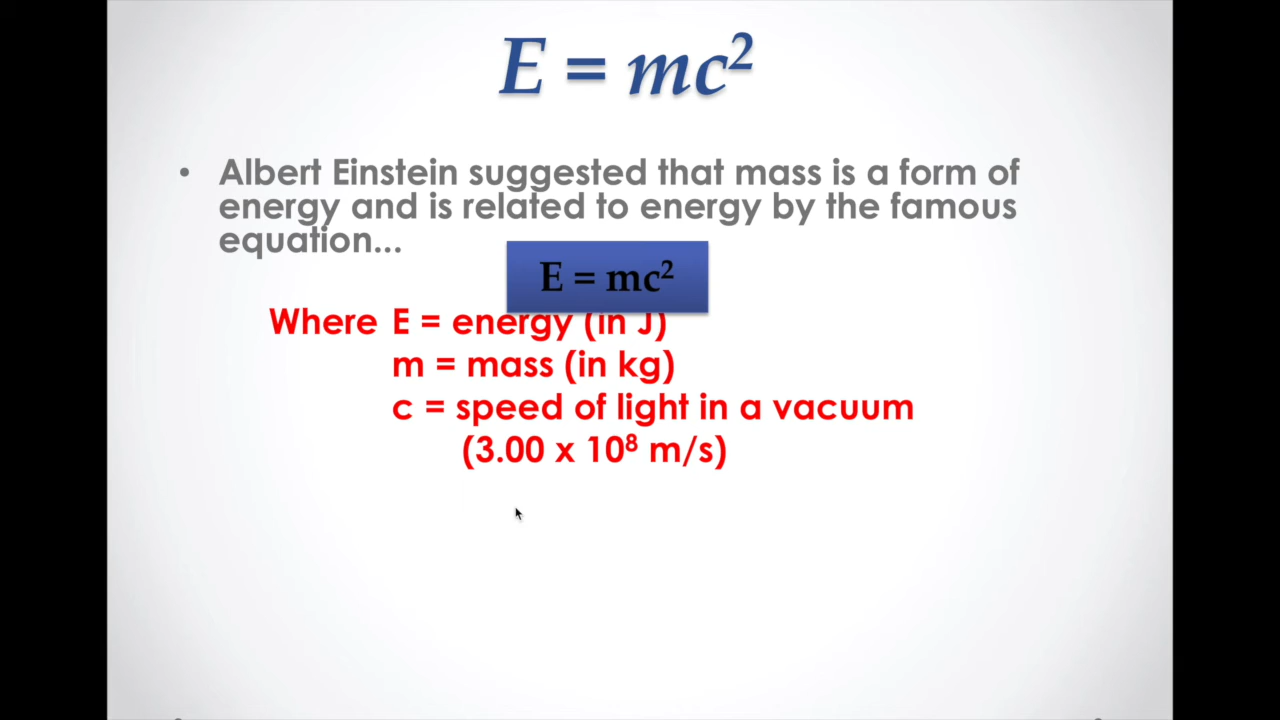 E = mc²
• Albert Einstein suggested that mass is a form of
energy and is related to energy by the famous
equation...
E = mc²
Where E = energy (in J)
m = mass (in kg)
c = speed of light in a vacuum
(3.00 x 10⁸ m/s)